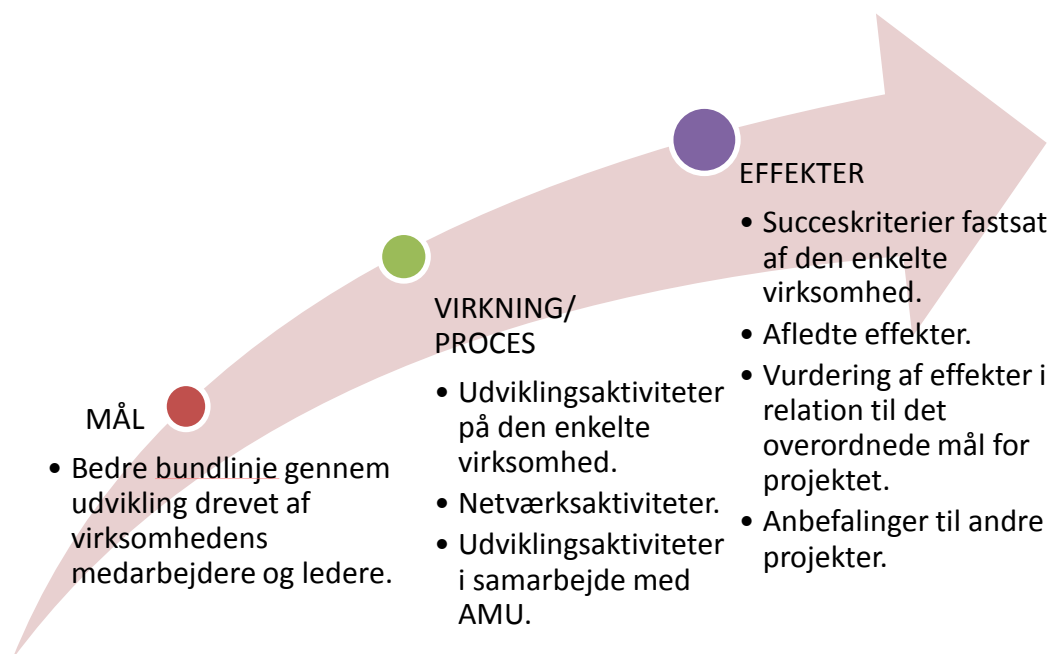 MÅL
• Bedre bundlinje gennem
udvikling drevet af
virksomhedens
medarbejdere og ledere.
VIRKNING/
PROCES
• Udviklingsaktiviteter
på den enkelte
virksomhed.
• Netværksaktiviteter.
• Udviklingsaktiviteter
i samarbejde med
AMU.
EFFEKTER
• Succeskriterier fastsat
af den enkelte
virksomhed.
• Afledte effekter.
• Vurdering af effekter i
relation til det
overordnede mål for
projektet.
• Anbefalinger til andre
projekter.